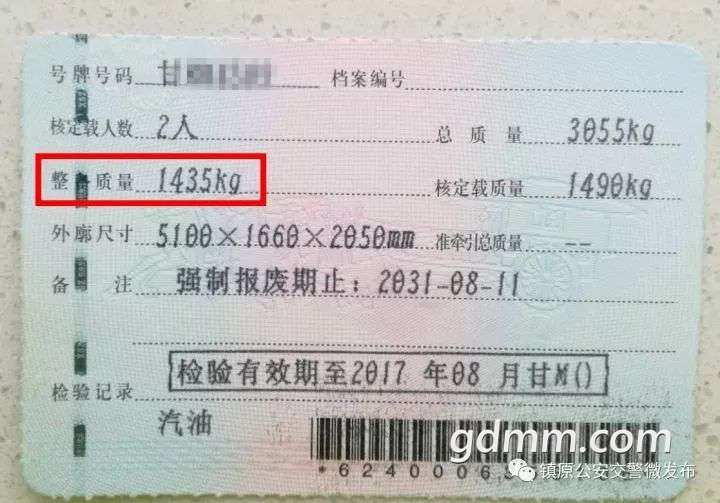 号牌号码 甘 档案编号
核定载人数 2人 总质量 3055kg
整备质量 1435kg 核定载质量 1490kg
外廓尺寸 5100×1660×2050mm 准牵引总质量 --
备注 强制报废期止：2031-08-11
检验有效期至2017年08月甘M()
检验记录
汽油
gdmm.com
*6240006
镇原公安交警微发布